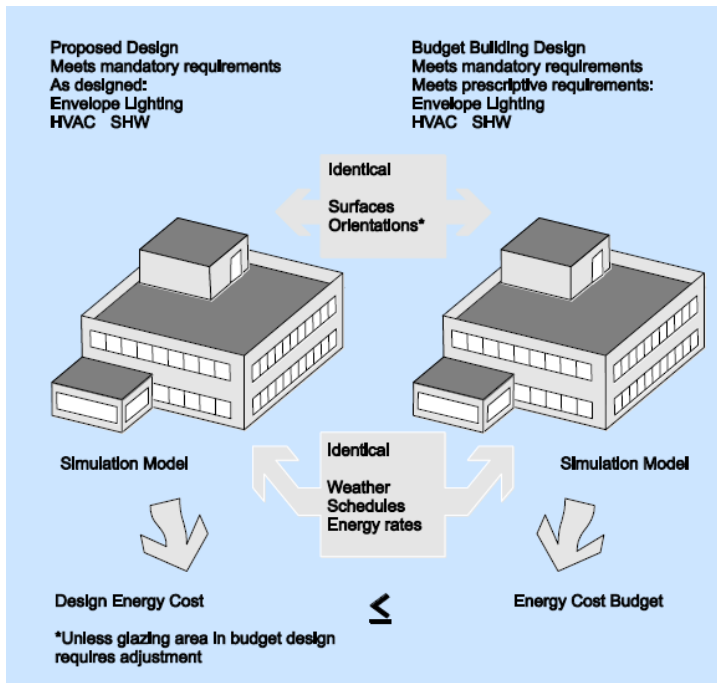 Proposed Design
Meets mandatory requirements
As designed:
Envelope Lighting
HVAC SHW
Budget Building Design
Meets mandatory requirements
Meets prescriptive requirements:
Envelope Lighting
HVAC SHW
Identical
Surfaces
Orientations*
Identical
Weather
Schedules
Energy rates
Simulation Model
Simulation Model
Design Energy Cost
≤
Energy Cost Budget
*Unless glazing area in budget design
requires adjustment